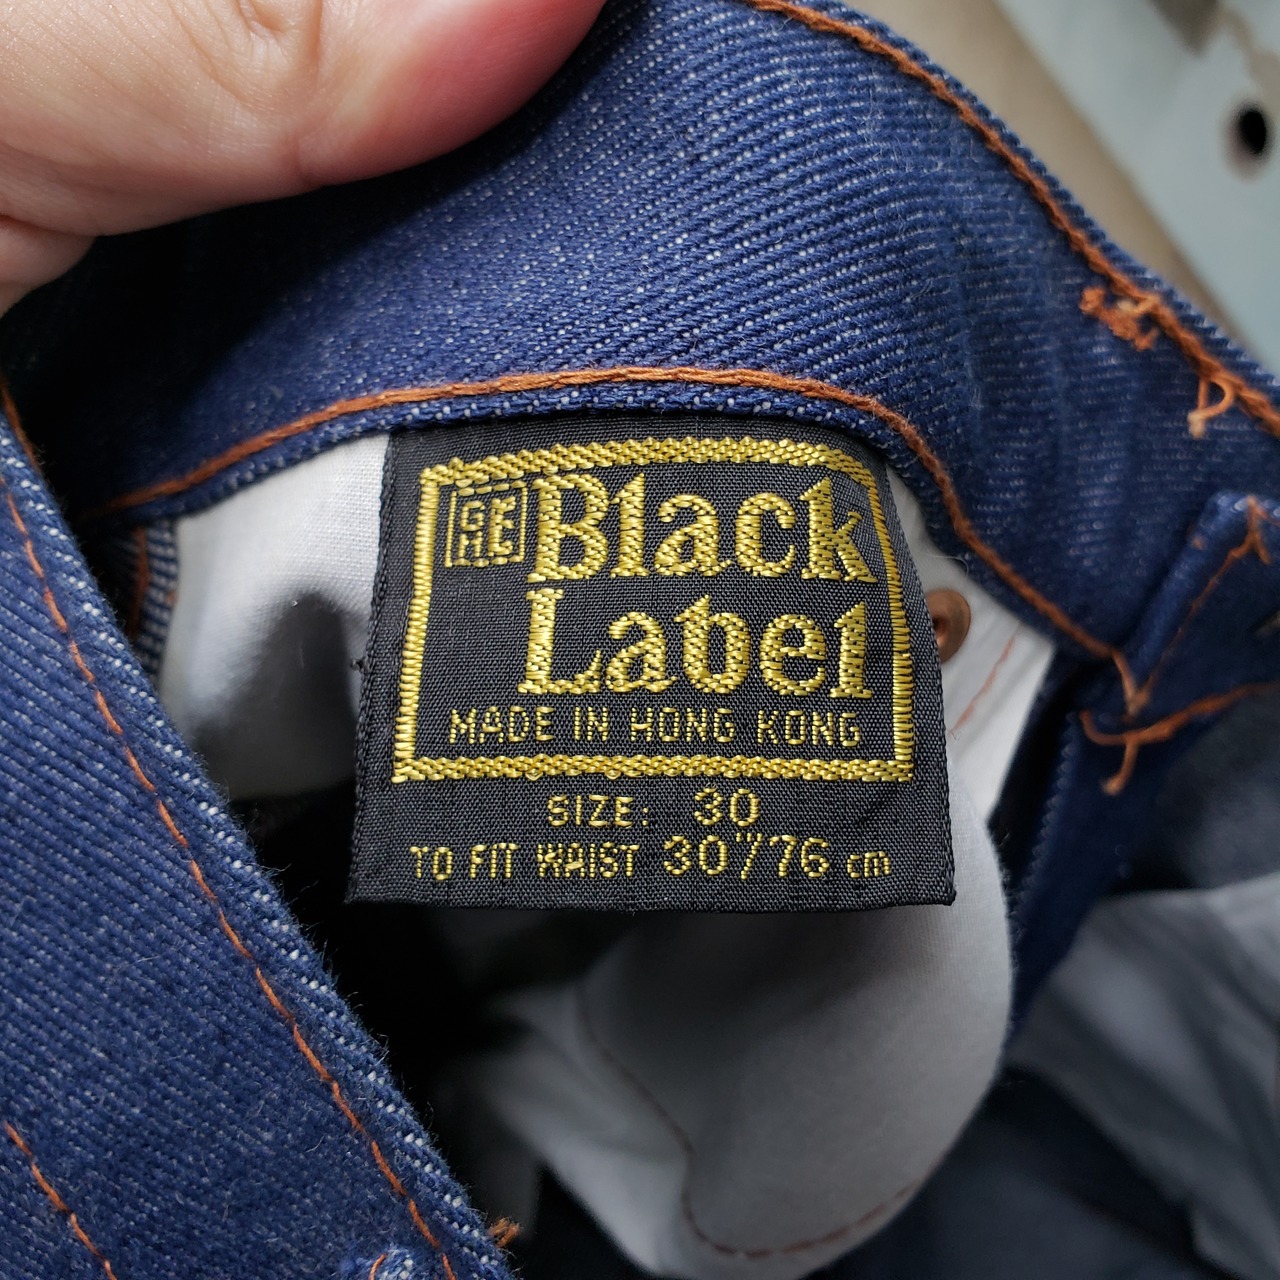 Black
Label
MADE IN HONG KONG
SIZE: 30
TO FIT WAIST 30"/76 cm